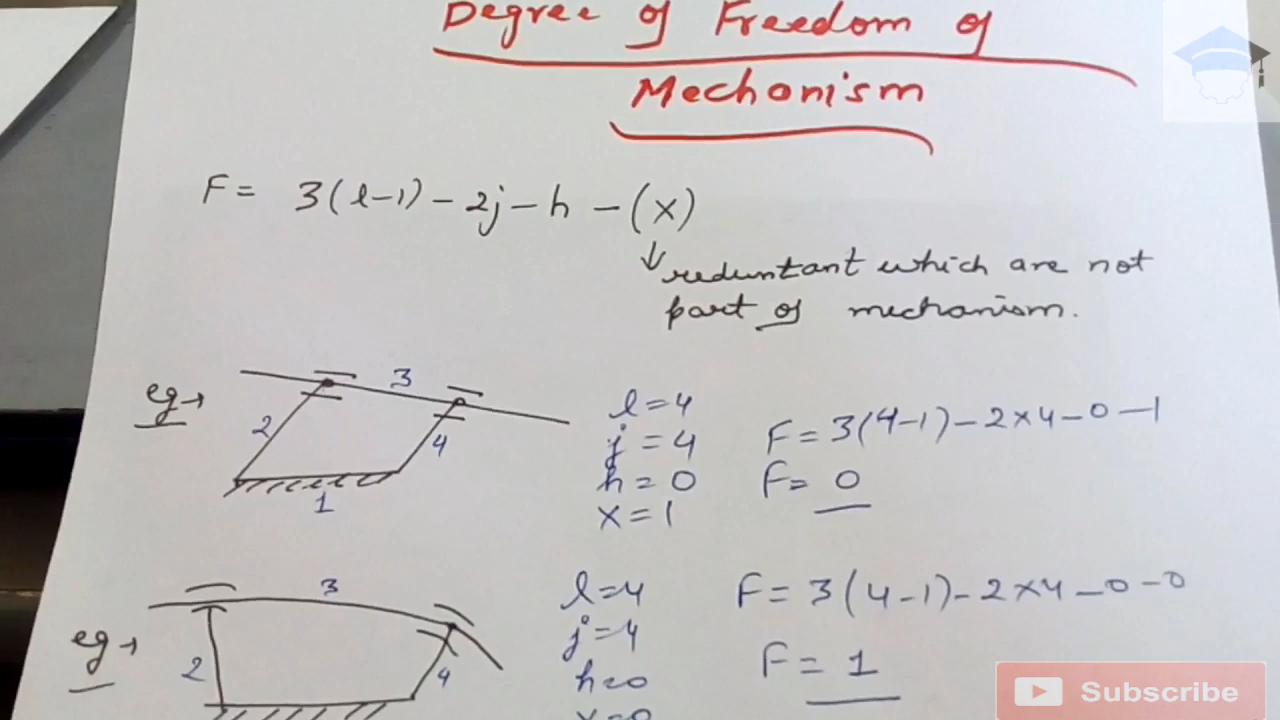 Degree of Freedom of
Mechanism
F = 3(l-1) - 2j - h - (x)
↓ reduntant which are not
part of mechanism.
eg→
3
2
4
1
l=4
j=4
h=0
x=1
F=3(4-1)-2×4-0-1
F= 0
eg→
3
2
4
l=4
j=4
h=0
x=0
F=3(4-1)-2×4-0-0
F= 1
Subscribe